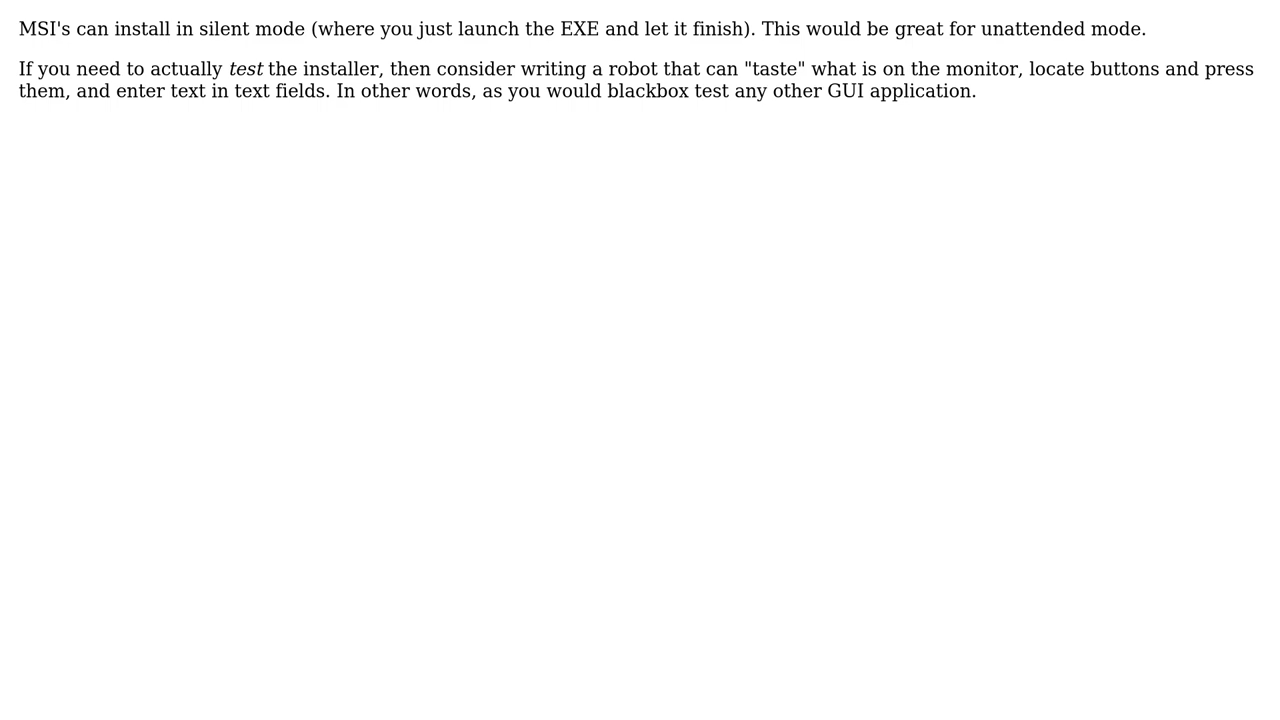 MSI's can install in silent mode (where you just launch the EXE and let it finish). This would be great for unattended mode.
If you need to actually test the installer, then consider writing a robot that can "taste" what is on the monitor, locate buttons and press
them, and enter text in text fields. In other words, as you would blackbox test any other GUI application.